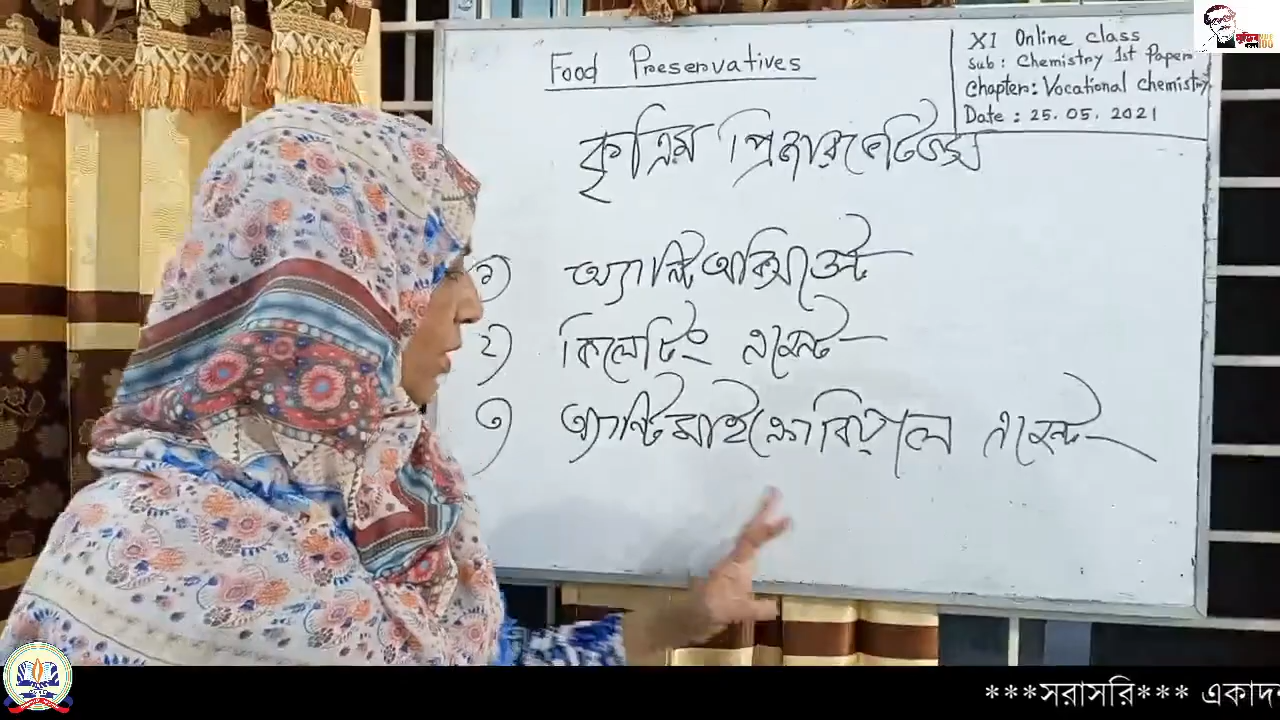 Food Preservatives
XI Online Class
Sub: Chemistry 1st Paper
Chapter: Vocational Chemistry
Date : 25.05.2021
কৃত্রিম প্রিজারভেটিভস
১) অ্যান্টিঅক্সিডেন্ট
২) কিলেটিং এজেন্ট
৩) অ্যান্টিমাইক্রোবিয়াল এজেন্ট
***সরাসরি*** একাদশ